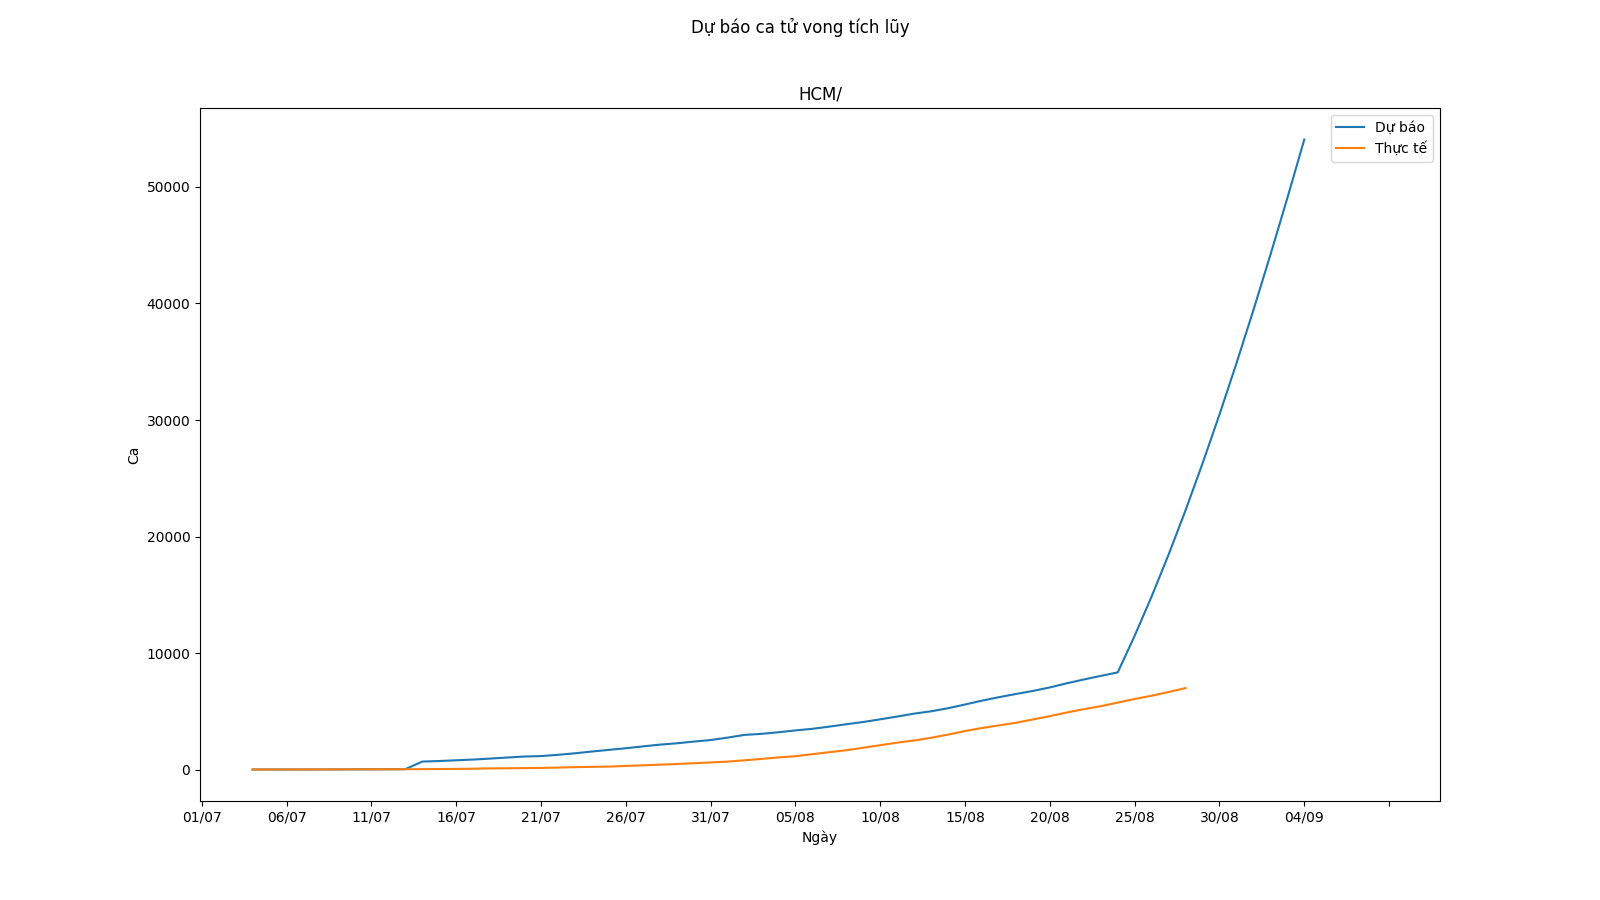 Dự báo ca tử vong tích lũy
HCM/
Dự báo
Thực tế
50000
40000
30000
20000
10000
0
Ca
01/07 06/07 11/07 16/07 21/07 26/07 31/07 05/08 10/08 15/08 20/08 25/08 30/08 04/09
Ngày